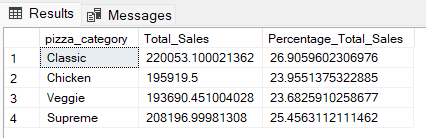 Results Messages
pizza_category Total_Sales Percentage_Total_Sales
1 Classic 220053.100021362 26.9059602306976
2 Chicken 195919.5 23.9551375322885
3 Veggie 193690.451004028 23.6825910258677
4 Supreme 208196.99981308 25.4563112111462